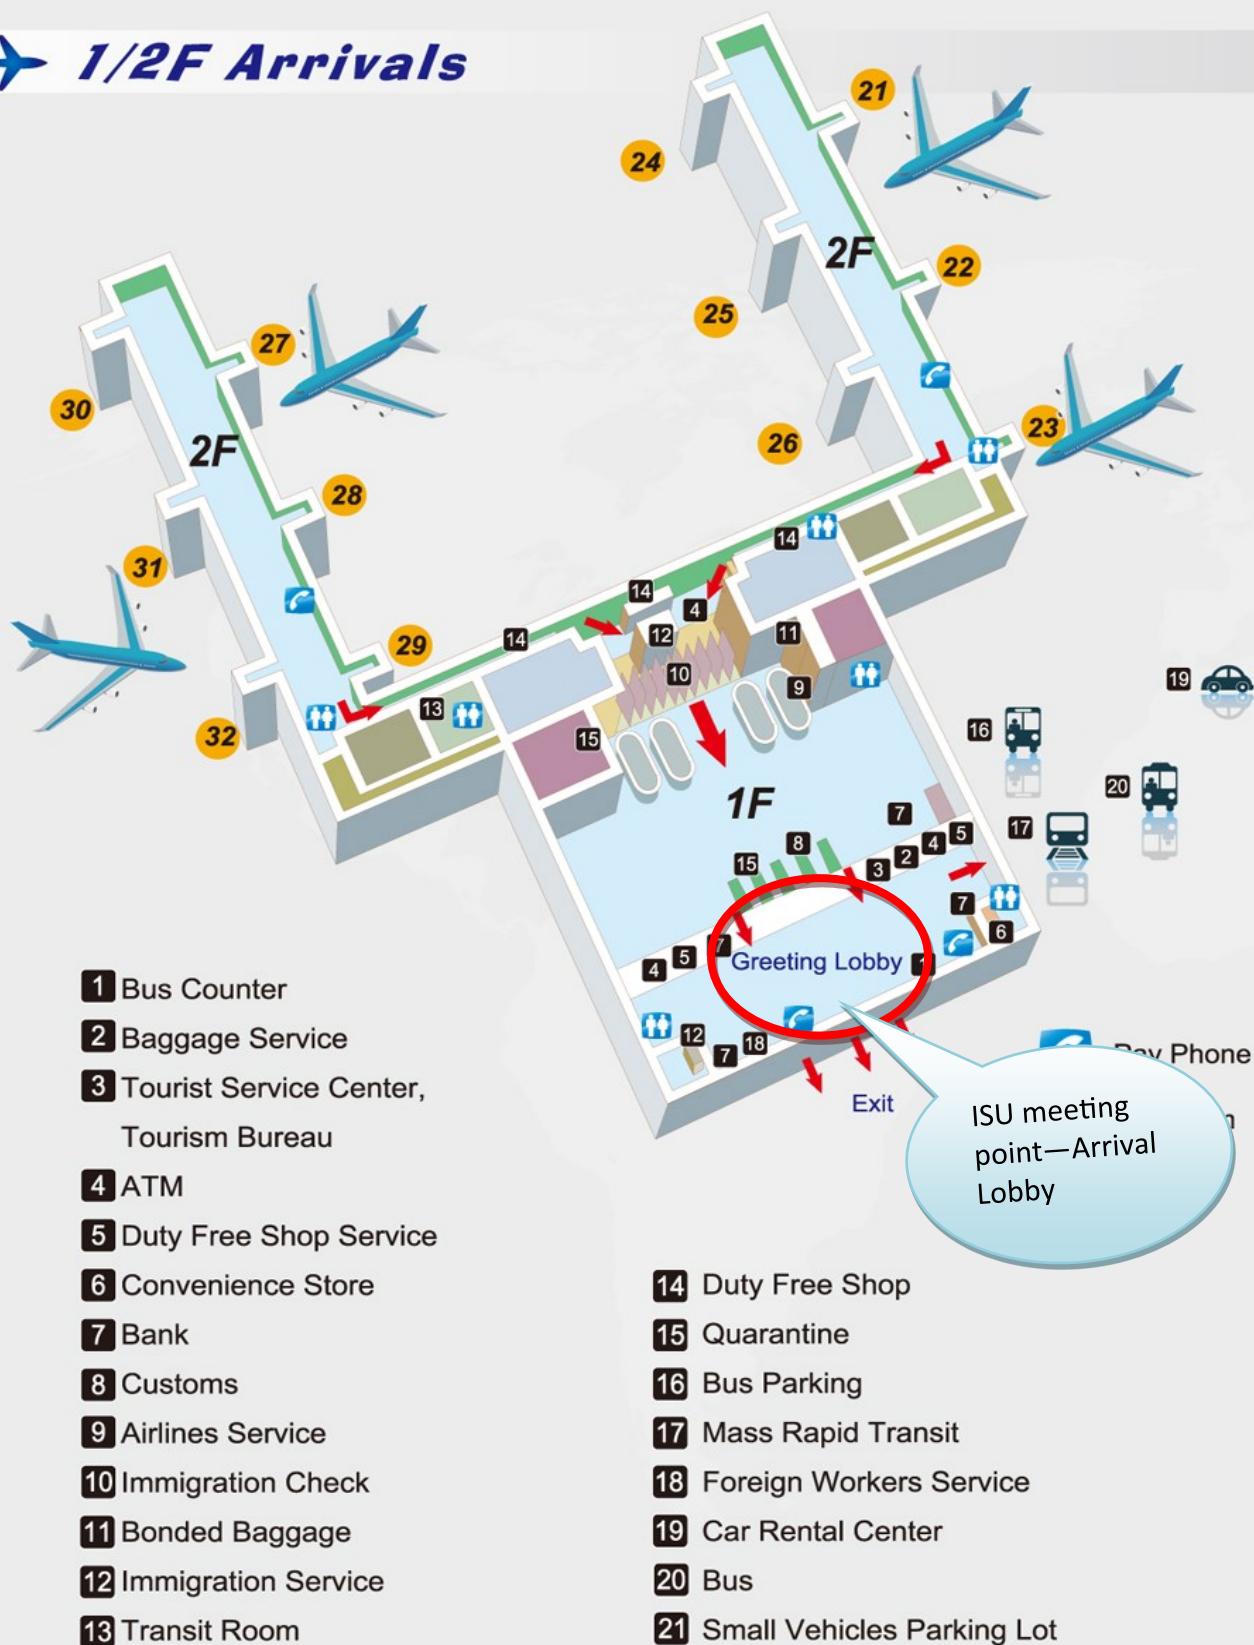 1/2F Arrivals
21
24
2F
22
25
27
30
23
26
2F
28
14
31
14
4
14
12
11
29
10
9
19
13
16
32
15
20
1F
7
17
5
8
4
2
15
3
7
6
7
5
Greeting Lobby
4
12
18
7
Pay Phone
Exit
ISU meeting
point—Arrival
Lobby
1 Bus Counter
2 Baggage Service
3 Tourist Service Center,
Tourism Bureau
4 ATM
5 Duty Free Shop Service
6 Convenience Store
7 Bank
8 Customs
9 Airlines Service
10 Immigration Check
11 Bonded Baggage
12 Immigration Service
13 Transit Room
14 Duty Free Shop
15 Quarantine
16 Bus Parking
17 Mass Rapid Transit
18 Foreign Workers Service
19 Car Rental Center
20 Bus
21 Small Vehicles Parking Lot